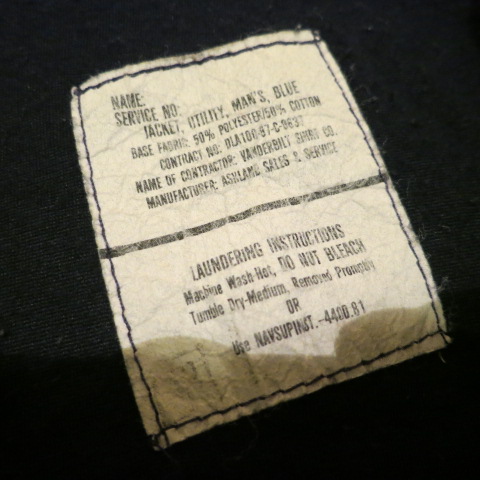 NAME:
SERVICE NO:
JACKET, UTILITY, MAN'S, BLUE
BASE FABRIC: 50% POLYESTER/50% COTTON
CONTRACT NO: DLA100-87-C-0637
NAME OF CONTRACTOR: VANDERBILT SHIRT CO.
MANUFACTURER: ASHLAND SALES & SERVICE
LAUNDERING INSTRUCTIONS
Machine Wash-Hot, DO NOT BLEACH
Tumble Dry-Medium, Removed Promptly
OR
Use NAVSUPINST.-4400.81